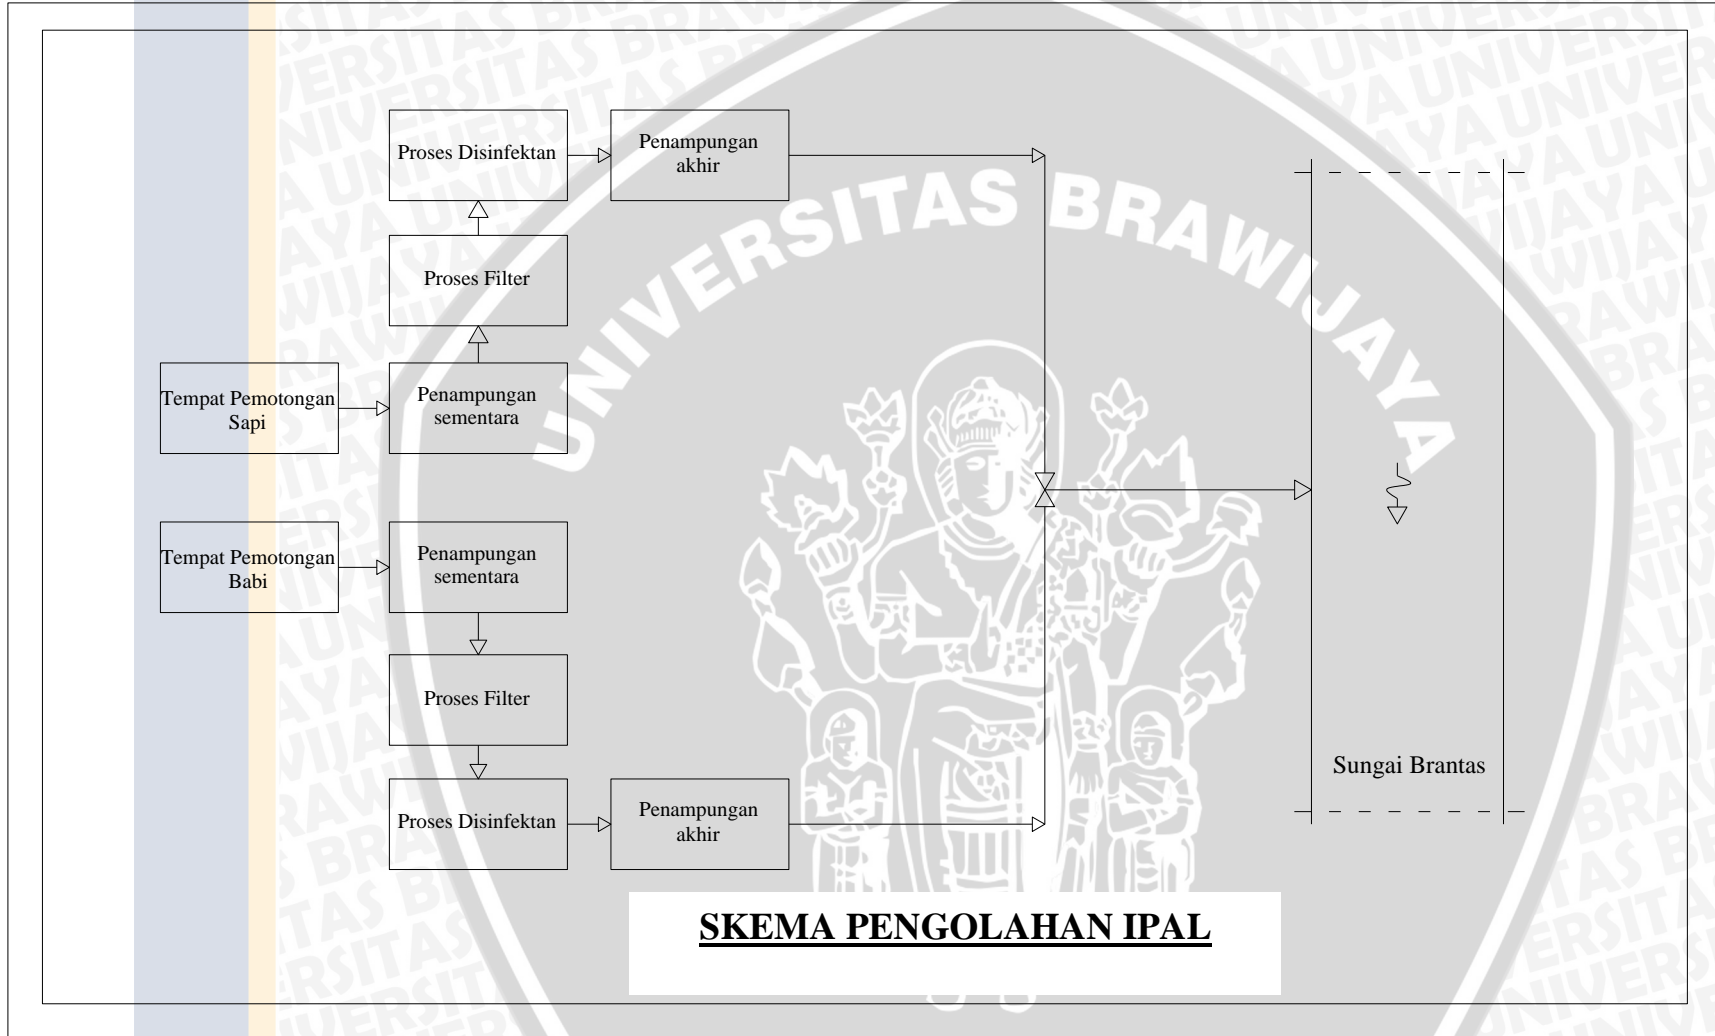 Proses Disinfektan
Penampungan
akhir
Proses Filter
Tempat Pemotongan
Sapi
Penampungan
sementara
Tempat Pemotongan
Babi
Penampungan
sementara
Proses Filter
Proses Disinfektan
Penampungan
akhir
Sungai Brantas
SKEMA PENGOLAHAN IPAL
UNIVERSITAS BRAWIJAYA